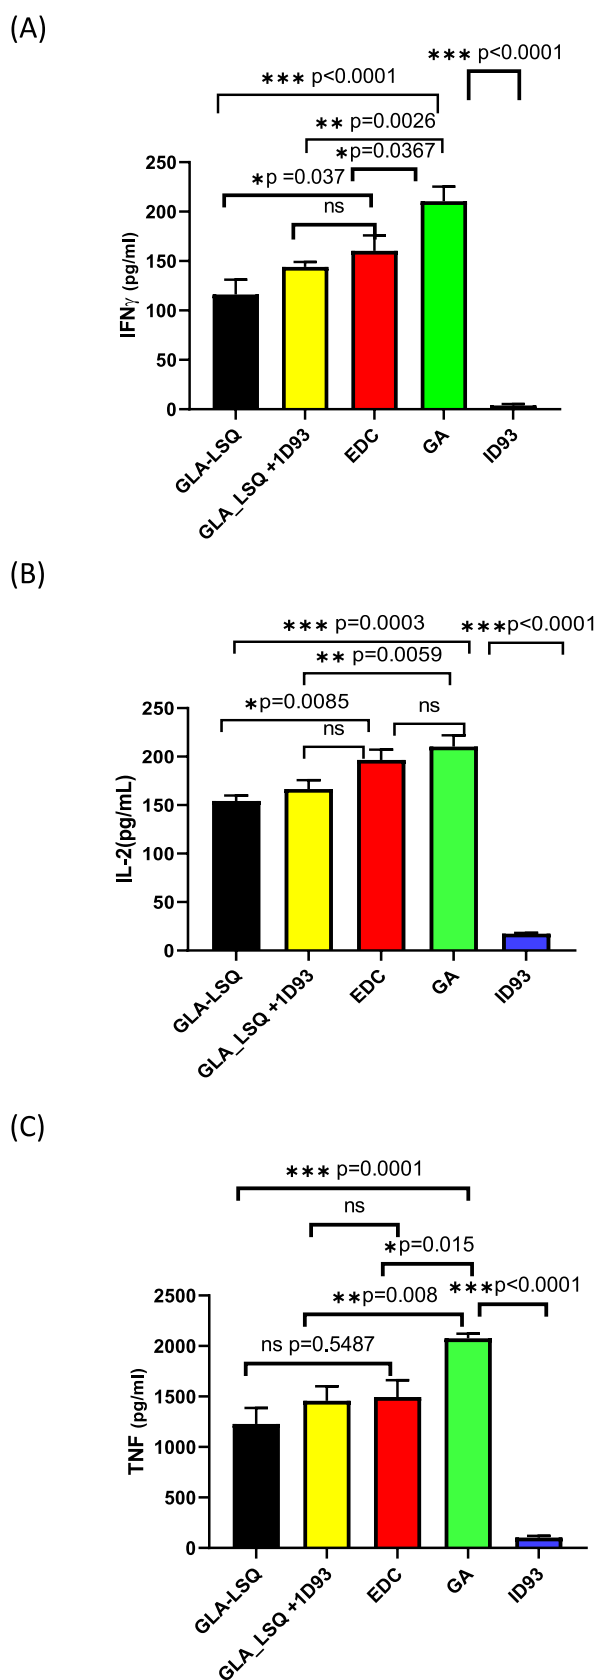 (A)
*** p<0.0001
*** p<0.0001
** p=0.0026
*p=0.0367
*p =0.037
ns
250
200
150
100
50
0
IFNγ (pg/ml)
GLA-LSQ
GLA_LSQ +1D93
EDC
GA
ID93
(B)
*** p=0.0003
***p<0.0001
** p=0.0059
*p=0.0085
ns
ns
250
200
150
100
50
0
IL-2(pg/mL)
GLA-LSQ
GLA_LSQ +1D93
EDC
GA
ID93
(C)
*** p=0.0001
ns
*p=0.015
**p=0.008
***p<0.0001
ns p=0.5487
2500
2000
1500
1000
500
0
TNF (pg/ml)
GLA-LSQ
GLA_LSQ +1D93
EDC
GA
ID93